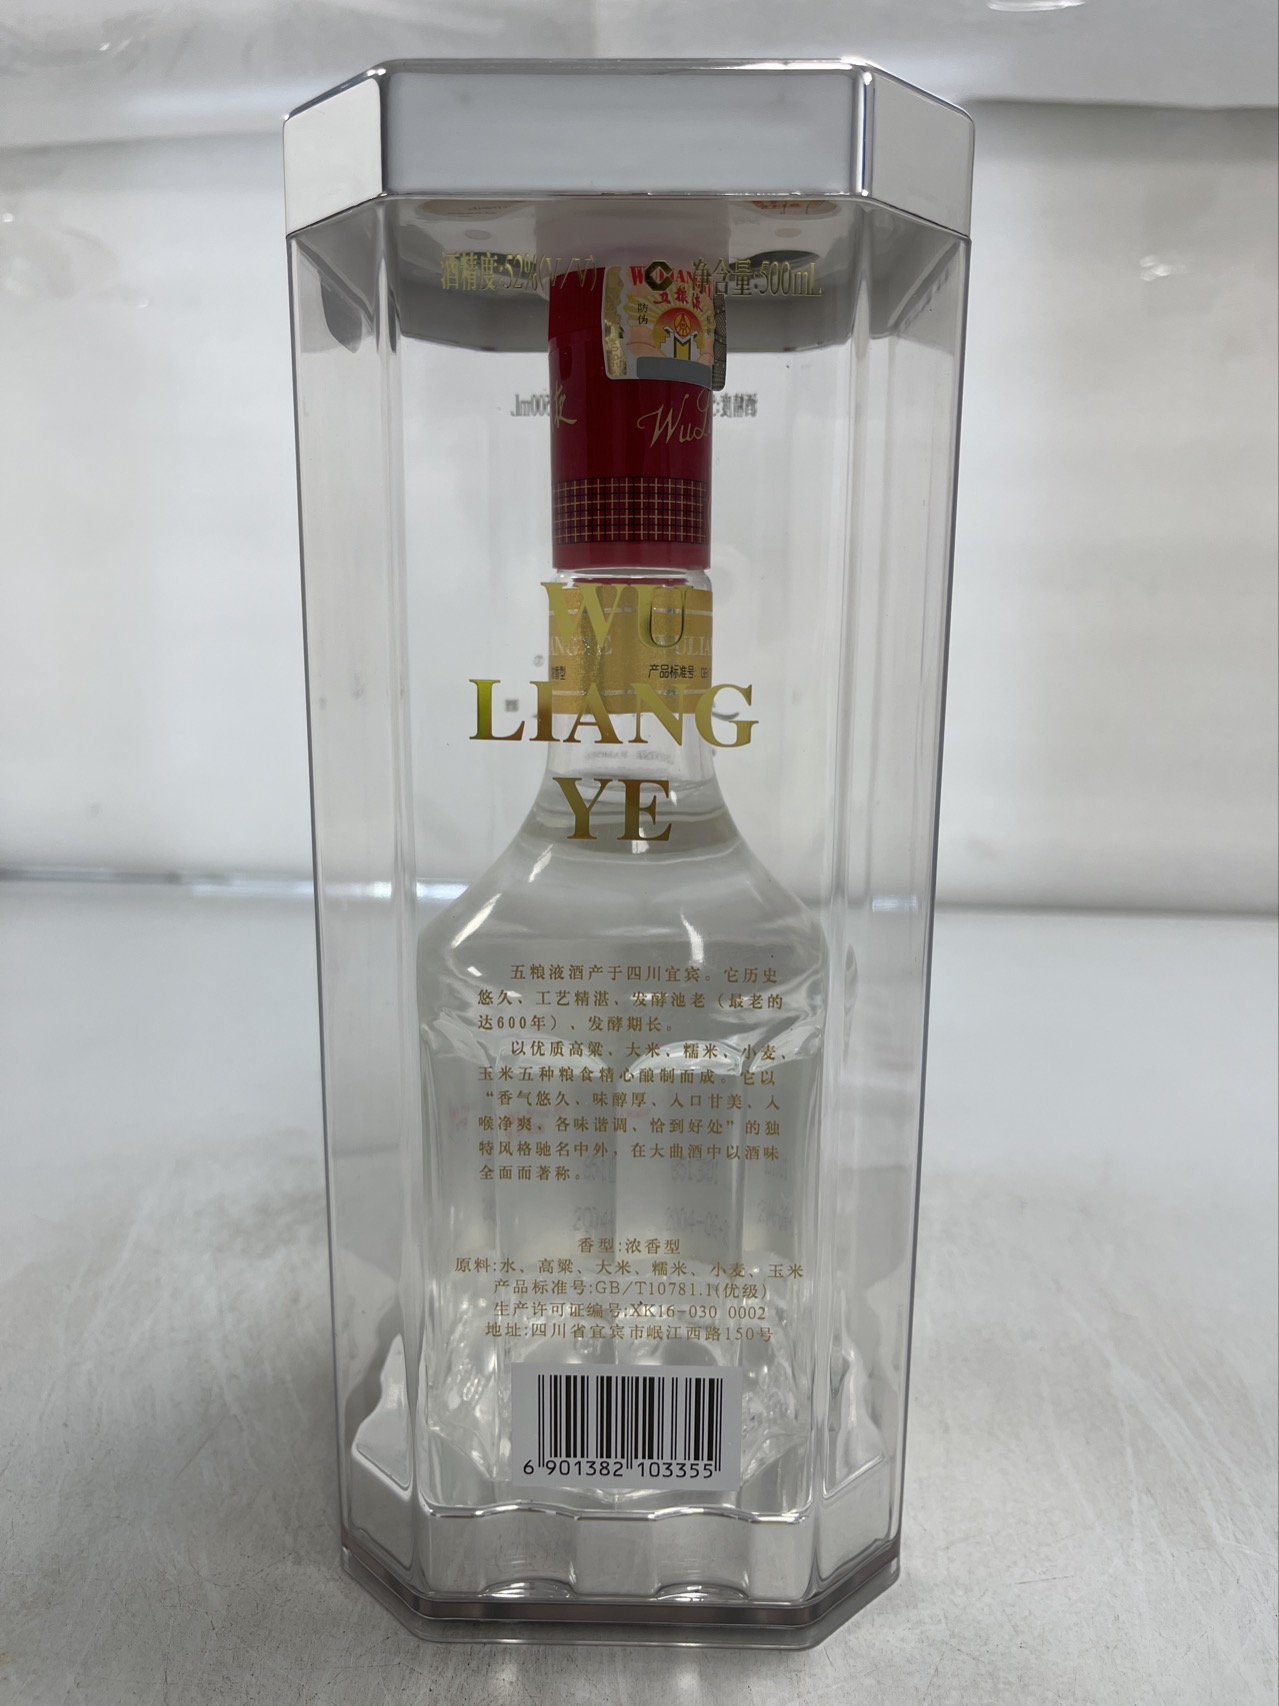 酒精度:52%(V/V)
净含量:500mL
五粮液
防伪
WU
LIANG
YE
产品标准号:
五粮液酒产于四川宜宾。它历史
悠久、工艺精湛、发酵池老（最老的
达600年）、发酵期长。
以优质高粱、大米、糯米、小麦、
玉米五种粮食精心酿制而成。它以
“香气悠久、味醇厚、入口甘美、入
喉净爽、各味谐调、恰到好处”的独
特风格驰名中外，在大曲酒中以酒味
全面而著称。
香型:浓香型
原料:水、高粱、大米、糯米、小麦、玉米
产品标准号:GB/T10781.1(优级)
生产许可证编号:XK16-030 0002
地址:四川省宜宾市岷江西路150号
6 901382 103355